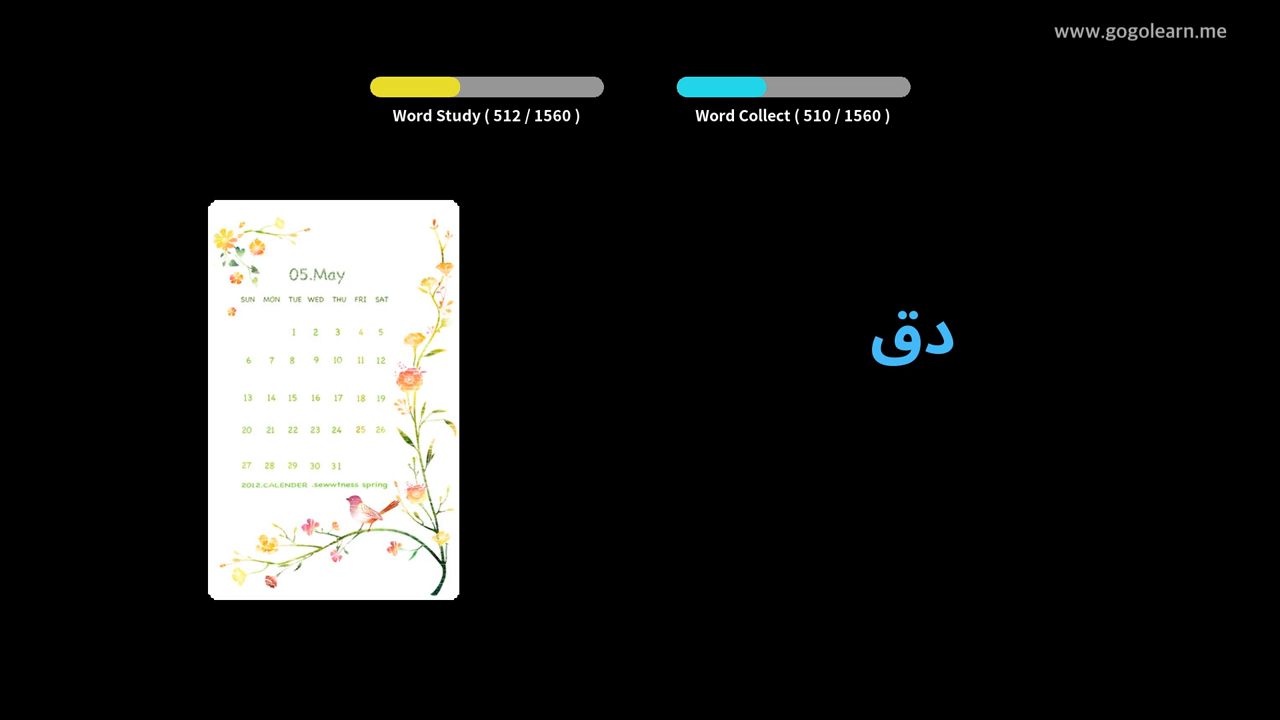 www.gogolearn.me
Word Study ( 512 / 1560 )
Word Collect ( 510 / 1560 )
05.May
SUN MON TUE WED THU FRI SAT
1 2 3 4 5
6 7 8 9 10 11 12
13 14 15 16 17 18 19
20 21 22 23 24 25 26
27 28 29 30 31
2012.CALENDER .sewwtness spring
دق